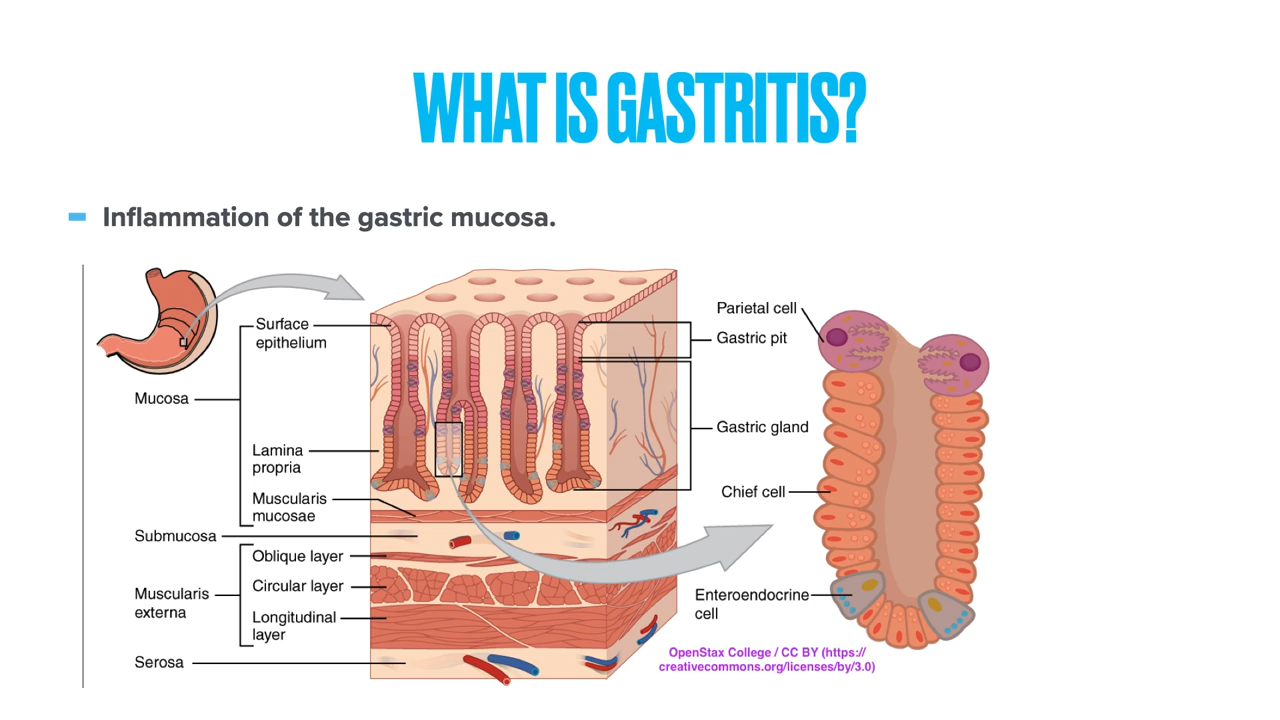 WHAT IS GASTRITIS?
Inflammation of the gastric mucosa.
Surface
epithelium
Mucosa
Lamina
propria
Muscularis
mucosae
Submucosa
Oblique layer
Circular layer
Muscularis
externa
Longitudinal
layer
Serosa
Parietal cell
Gastric pit
Gastric gland
Chief cell
Enteroendocrine
cell
OpenStax College / CC BY (https://
creativecommons.org/licenses/by/3.0)